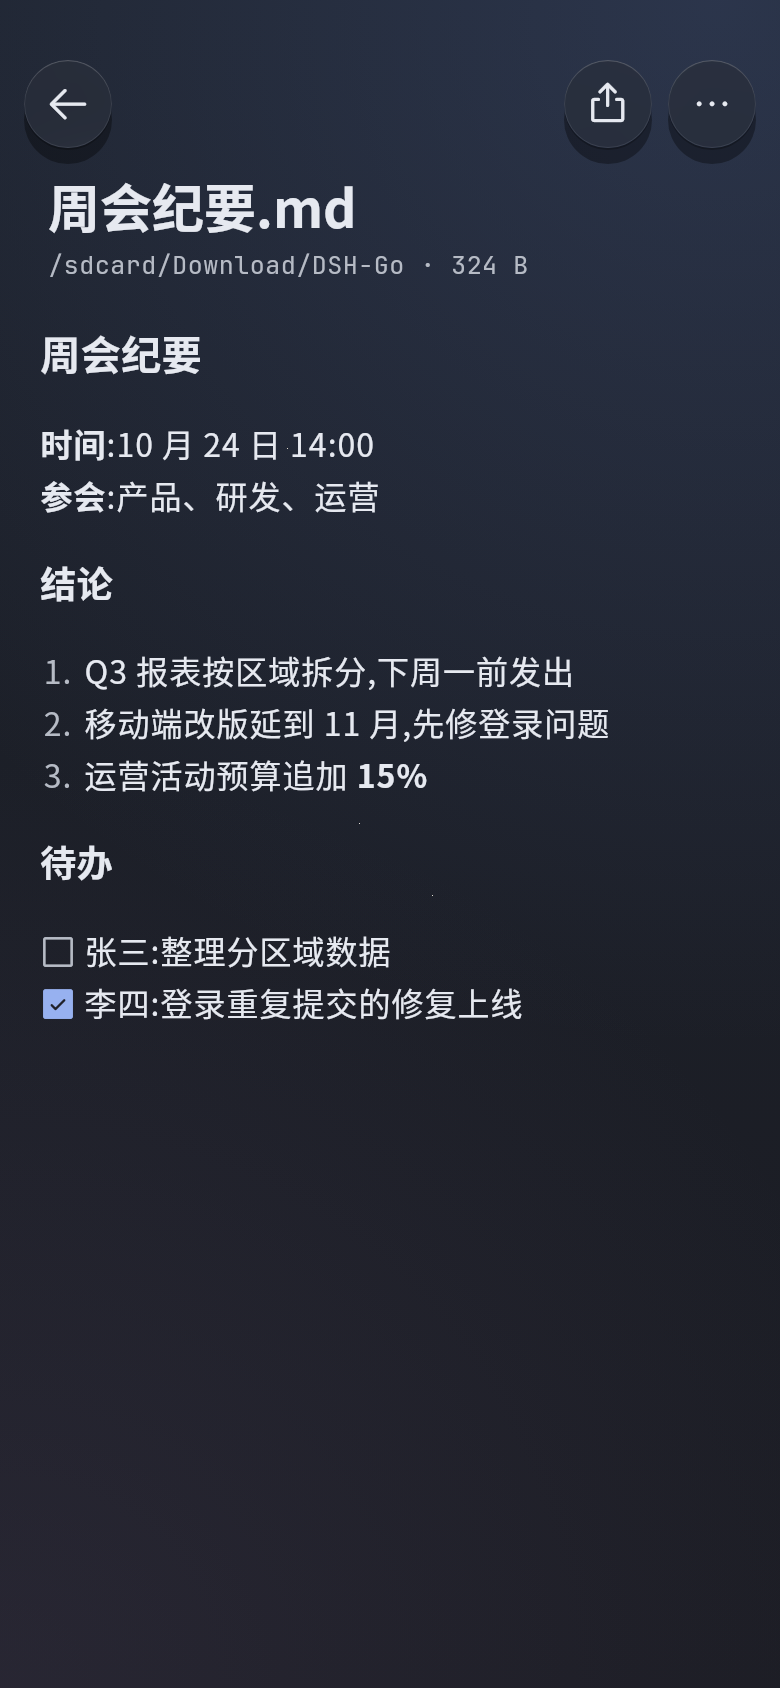 周会纪要.md
/sdcard/Download/DSH-Go · 324 B
周会纪要
时间:10 月 24 日 14:00
参会:产品、研发、运营
结论
1. Q3 报表按区域拆分,下周一前发出
2. 移动端改版延到 11 月,先修登录问题
3. 运营活动预算追加 15%
待办
张三:整理分区域数据
李四:登录重复提交的修复上线